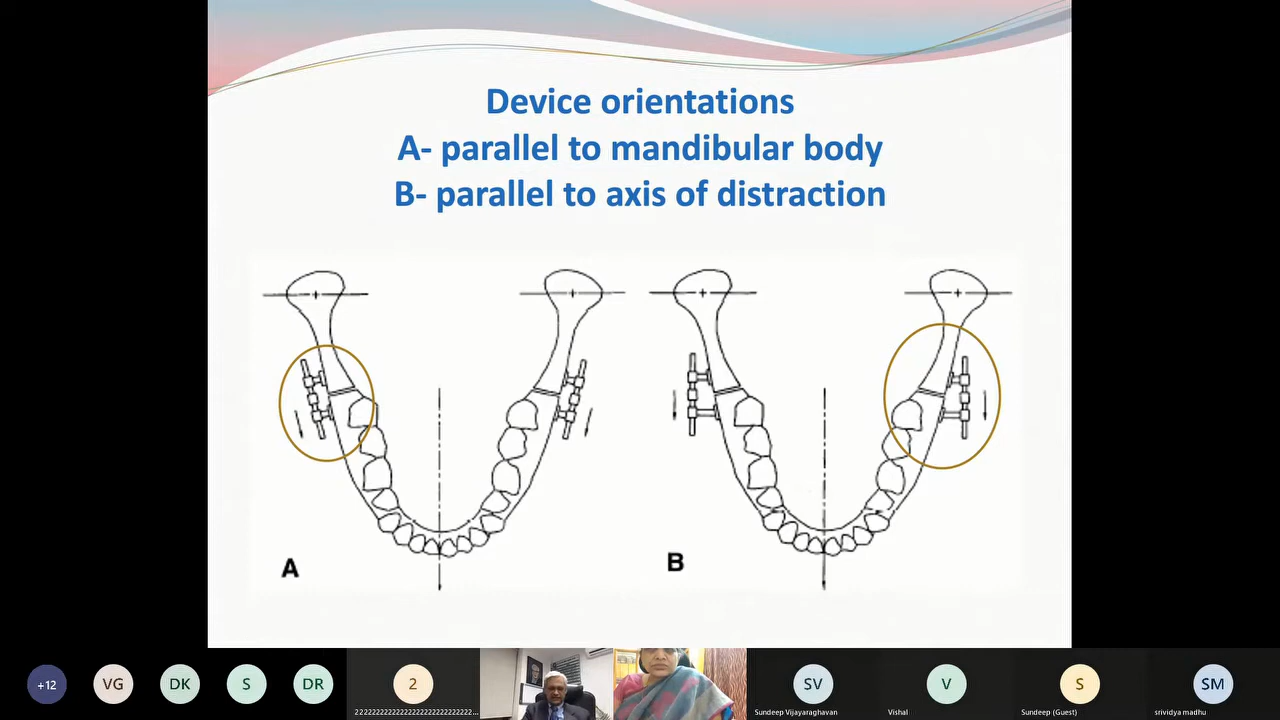 Device orientations
A- parallel to mandibular body
B- parallel to axis of distraction
A
B
+12
VG
DK
S
DR
2
SV
V
S
SM
Sundeep Vijayaraghavan
Vishal
Sundeep (Guest)
srividya madhu